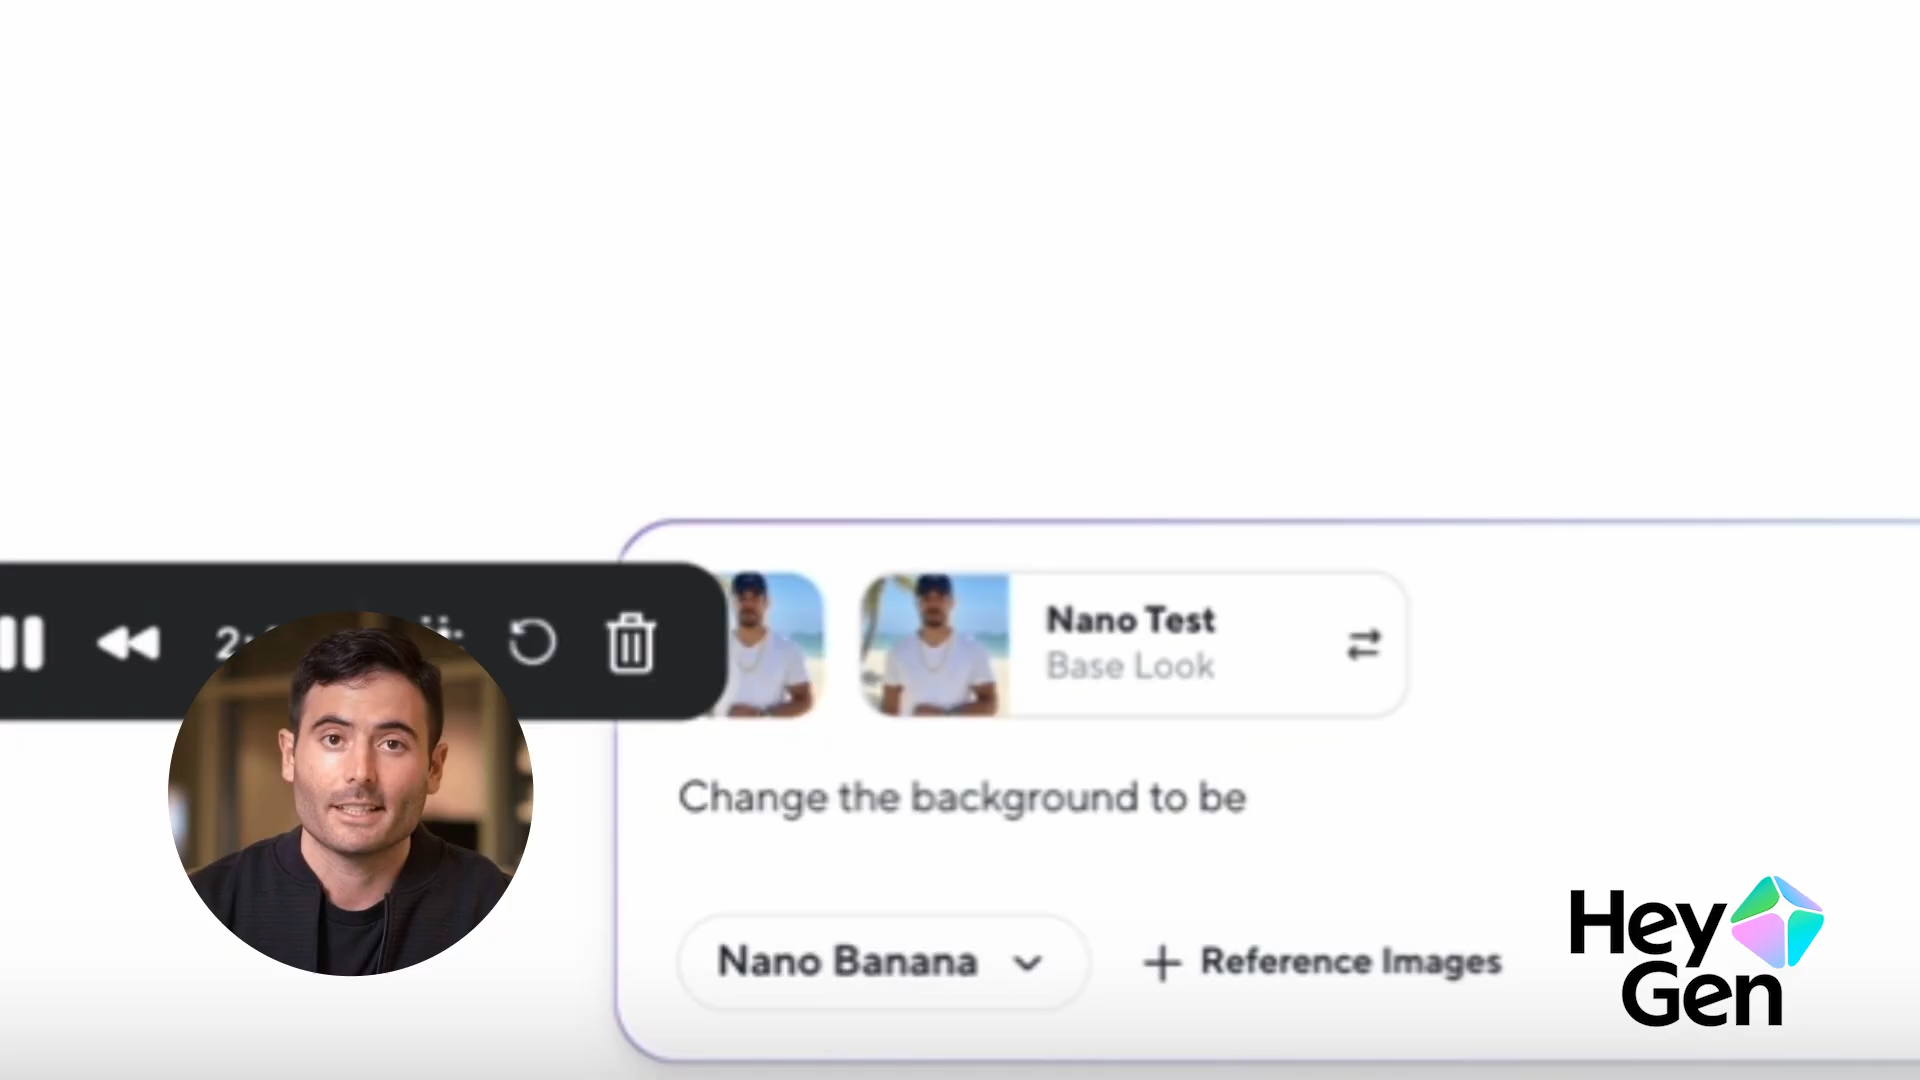 Nano Test
Base Look
Change the background to be
Nano Banana
+ Reference Images
Hey
Gen